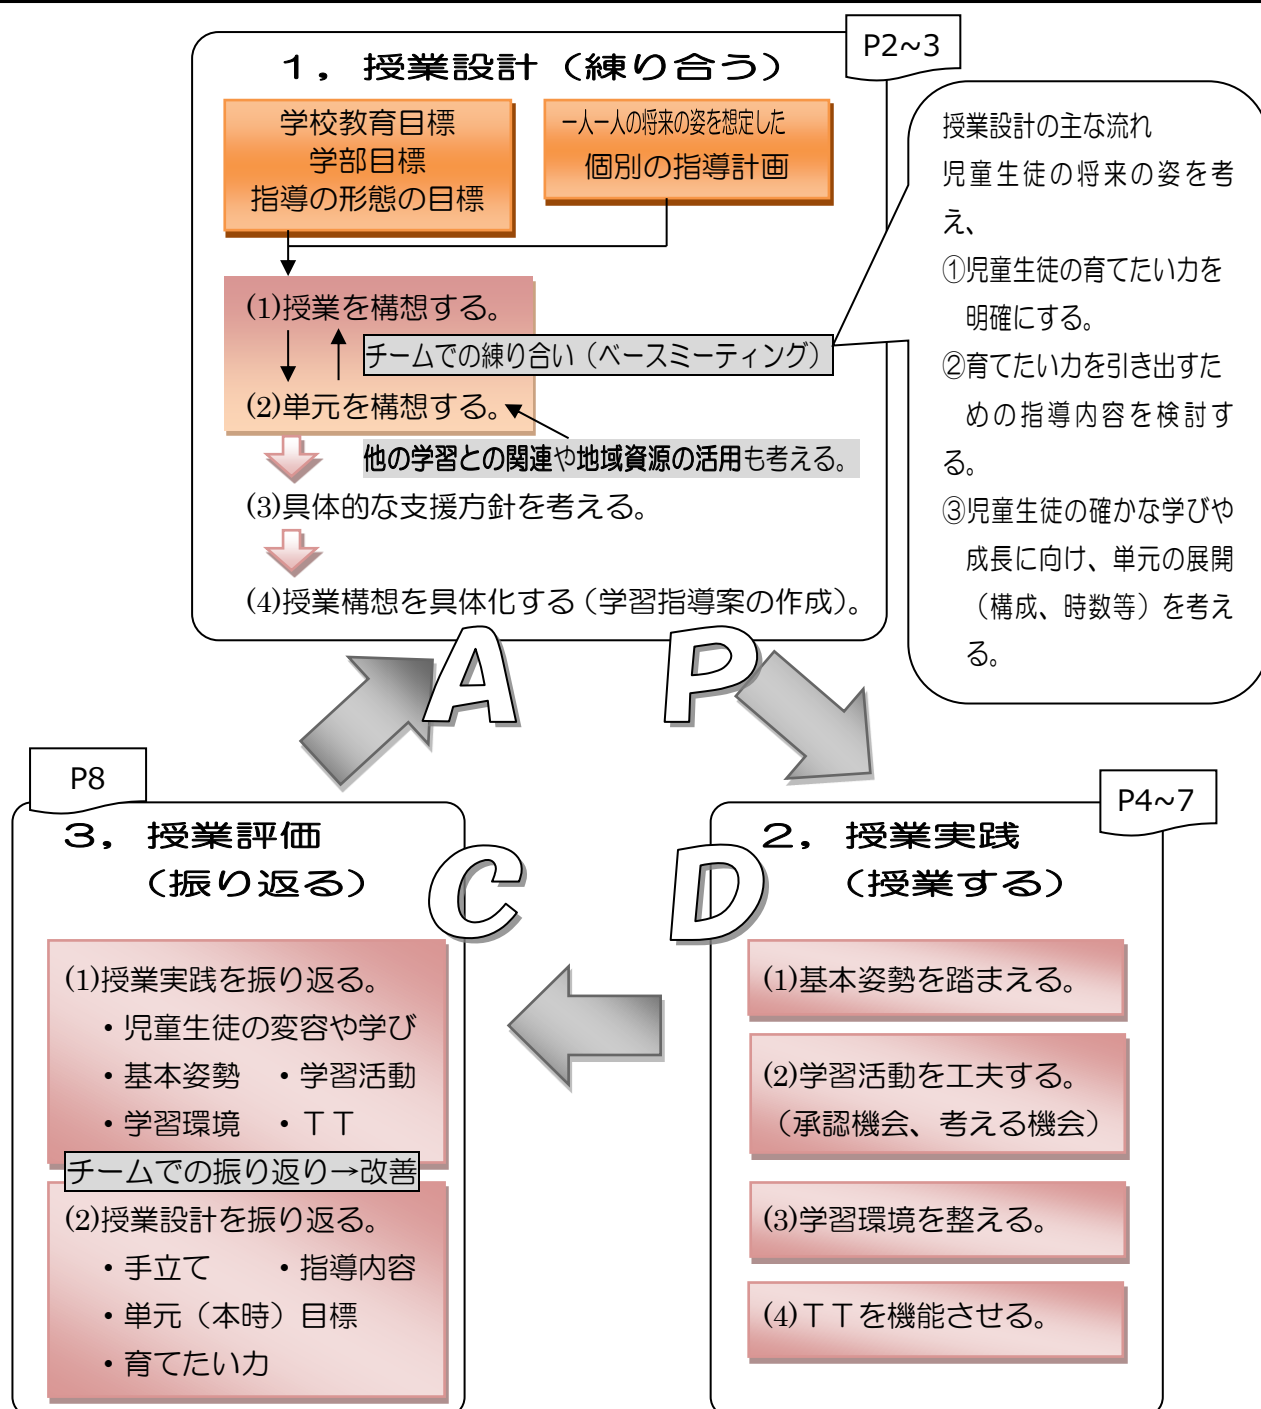 P2~3
1，授業設計（練り合う）
学校教育目標
学部目標
指導の形態の目標
一人一人の将来の姿を想定した
個別の指導計画
(1)授業を構想する。
チームでの練り合い（ベースミーティング）
(2)単元を構想する。
他の学習との関連や地域資源の活用も考える。
(3)具体的な支援方針を考える。
(4)授業構想を具体化する（学習指導案の作成）。
授業設計の主な流れ
児童生徒の将来の姿を考
え、
①児童生徒の育てたい力を
明確にする。
②育てたい力を引き出すた
めの指導内容を検討す
る。
③児童生徒の確かな学びや
成長に向け、単元の展開
（構成、時数等）を考え
る。
A
P
P4~7
2，授業実践
（授業する）
D
(1)基本姿勢を踏まえる。
(2)学習活動を工夫する。
（承認機会、考える機会）
(3)学習環境を整える。
(4)ＴＴを機能させる。
P8
3，授業評価
（振り返る）
C
(1)授業実践を振り返る。
・児童生徒の変容や学び
・基本姿勢　・学習活動
・学習環境　・ＴＴ
チームでの振り返り→改善
(2)授業設計を振り返る。
・手立て　　・指導内容
・単元（本時）目標
・育てたい力